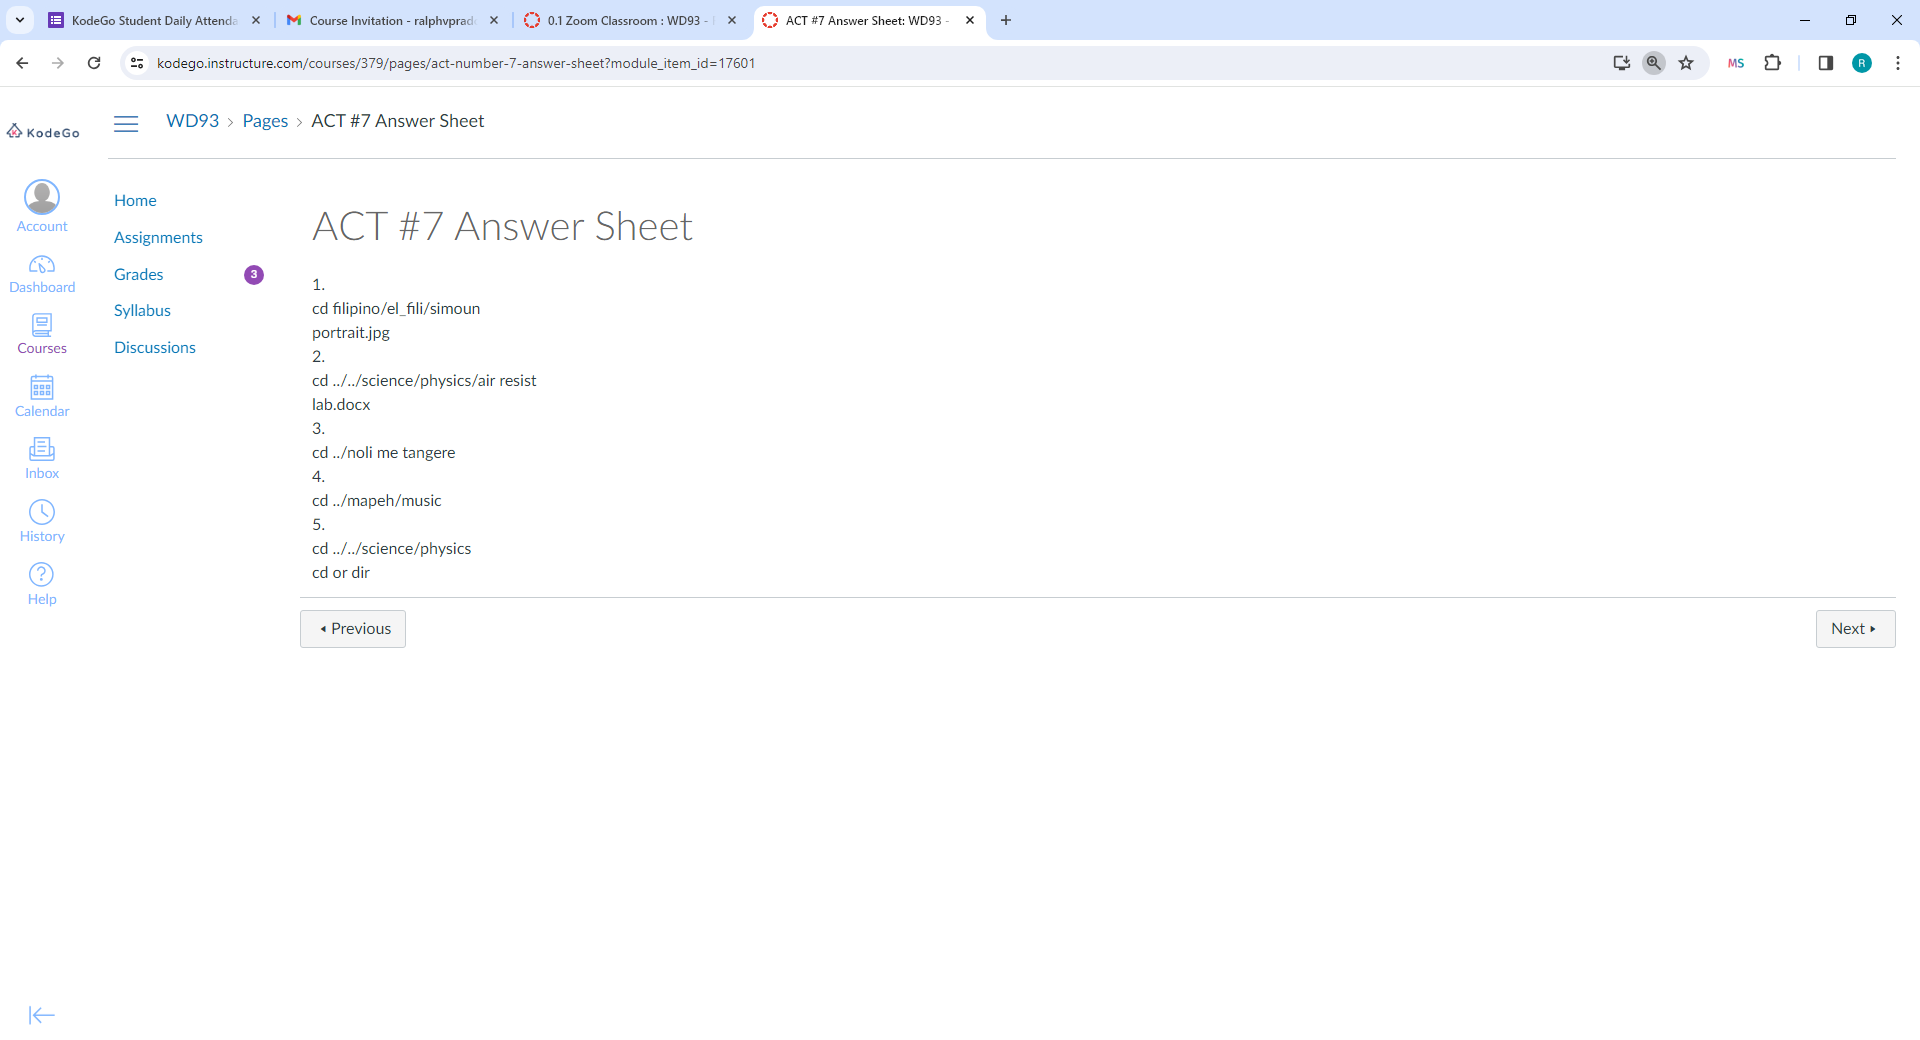 KodeGo Student Daily Attenda
Course Invitation - ralphvprad
0.1 Zoom Classroom : WD93 -
ACT #7 Answer Sheet: WD93 -
kodego.instructure.com/courses/379/pages/act-number-7-answer-sheet?module_item_id=17601
MS
R
KodeGo
WD93 > Pages > ACT #7 Answer Sheet
Account
Dashboard
Courses
Calendar
Inbox
History
Help
Home
Assignments
Grades 3
Syllabus
Discussions
ACT #7 Answer Sheet
1.
cd filipino/el_fili/simoun
portrait.jpg
2.
cd ../../science/physics/air resist
lab.docx
3.
cd ../noli me tangere
4.
cd ../mapeh/music
5.
cd ../../science/physics
cd or dir
Previous
Next